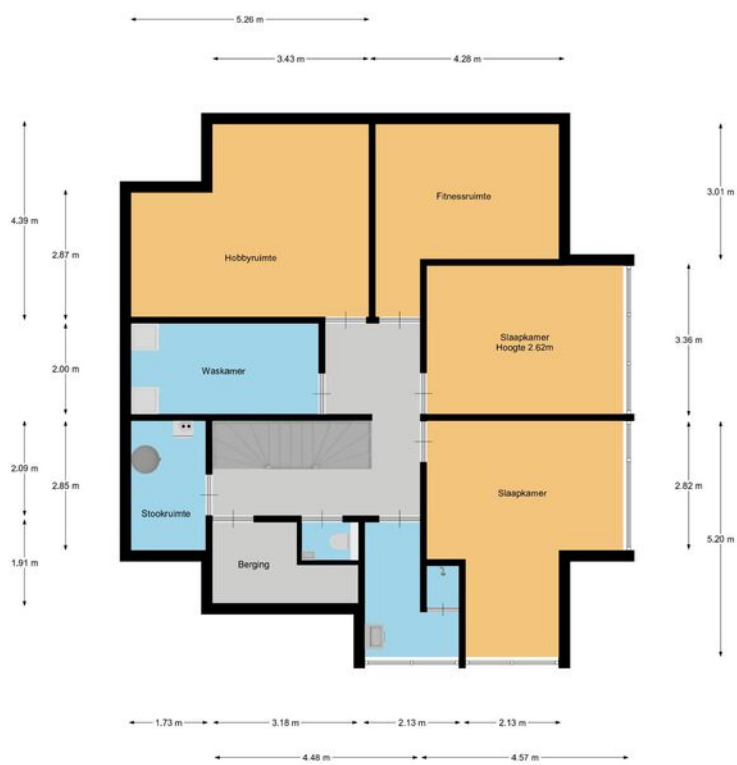 5.26 m
3.43 m
4.28 m
4.39 m
2.87 m
3.01 m
Fitnessruimte
Hobbyruimte
Slaapkamer
Hoogte 2.62m
3.36 m
2.00 m
Waskamer
2.09 m
2.85 m
Slaapkamer
2.82 m
Stookruimte
5.20 m
1.91 m
Berging
1.73 m
3.18 m
2.13 m
2.13 m
4.48 m
4.57 m